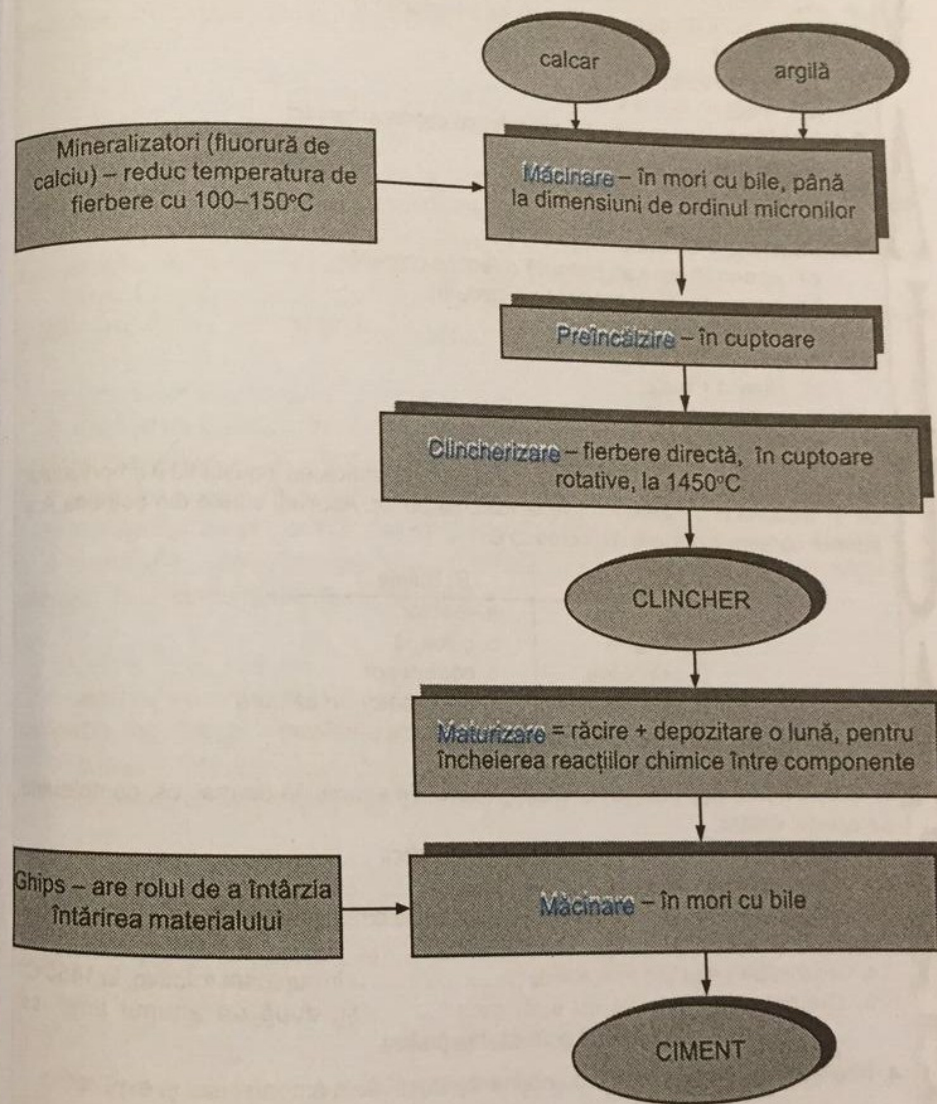 calcar
argilă
Mineralizatori (fluorură de
calciu) – reduc temperatura de
fierbere cu 100–150°C
Măcinare – în mori cu bile, până
la dimensiuni de ordinul micronilor
Preîncălzire – în cuptoare
Clincherizare – fierbere directă, în cuptoare
rotative, la 1450°C
CLINCHER
Maturizare = răcire + depozitare o lună, pentru
încheierea reacțiilor chimice între componente
Ghips – are rolul de a întârzia
întărirea materialului
Măcinare – în mori cu bile
CIMENT